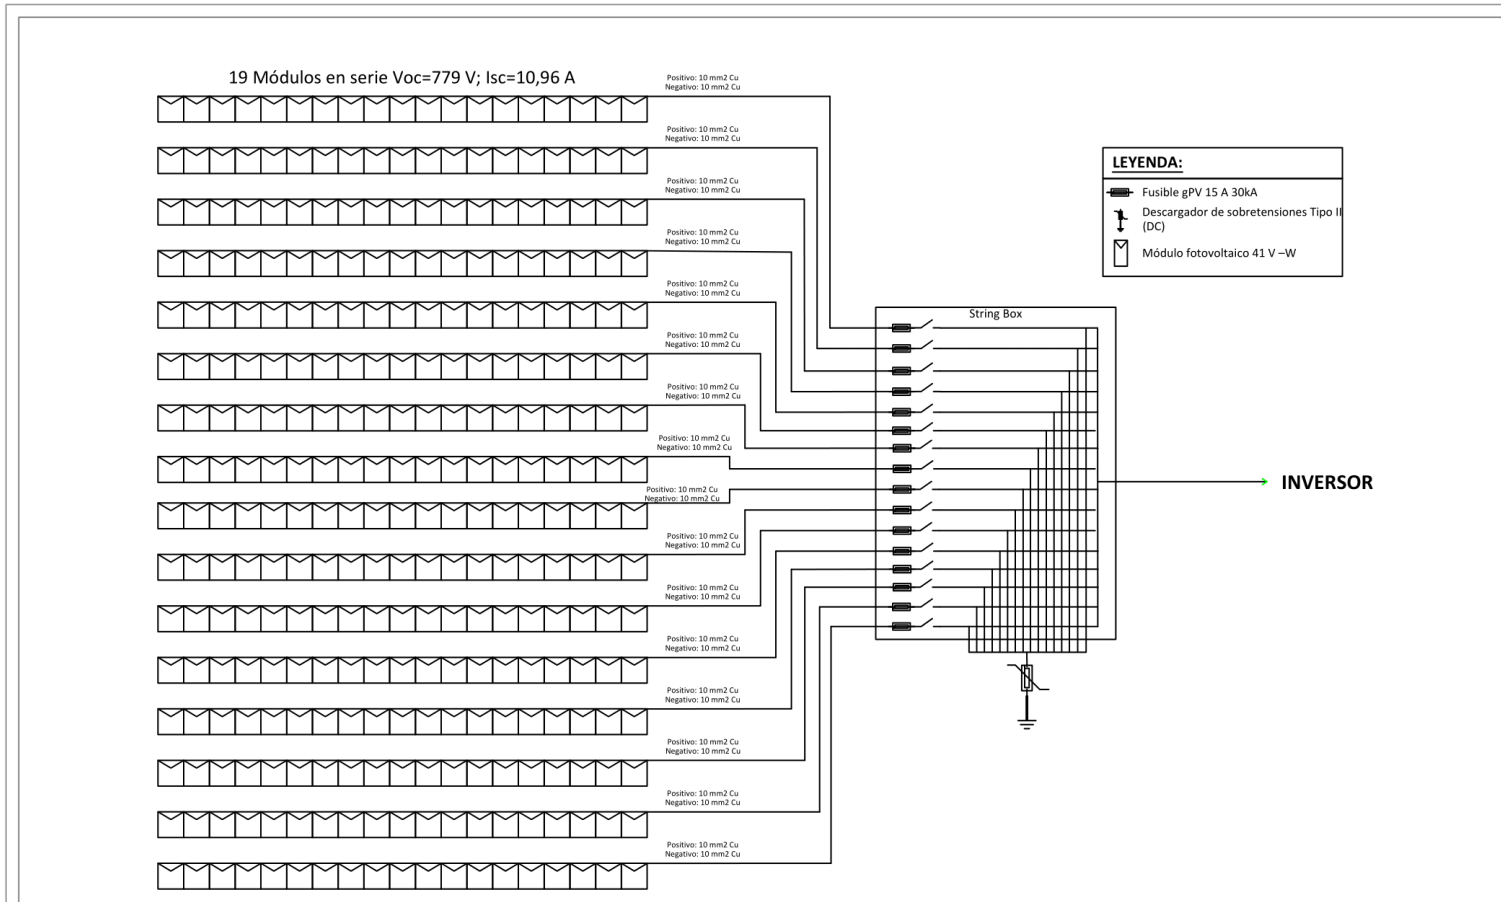 19 Módulos en serie Voc=779 V; Isc=10,96 A
Positivo: 10 mm2 Cu
Negativo: 10 mm2 Cu
Positivo: 10 mm2 Cu
Negativo: 10 mm2 Cu
Positivo: 10 mm2 Cu
Negativo: 10 mm2 Cu
Positivo: 10 mm2 Cu
Negativo: 10 mm2 Cu
Positivo: 10 mm2 Cu
Negativo: 10 mm2 Cu
Positivo: 10 mm2 Cu
Negativo: 10 mm2 Cu
Positivo: 10 mm2 Cu
Negativo: 10 mm2 Cu
Positivo: 10 mm2 Cu
Negativo: 10 mm2 Cu
Positivo: 10 mm2 Cu
Negativo: 10 mm2 Cu
Positivo: 10 mm2 Cu
Negativo: 10 mm2 Cu
Positivo: 10 mm2 Cu
Negativo: 10 mm2 Cu
Positivo: 10 mm2 Cu
Negativo: 10 mm2 Cu
Positivo: 10 mm2 Cu
Negativo: 10 mm2 Cu
Positivo: 10 mm2 Cu
Negativo: 10 mm2 Cu
Positivo: 10 mm2 Cu
Negativo: 10 mm2 Cu
Positivo: 10 mm2 Cu
Negativo: 10 mm2 Cu
LEYENDA:
Fusible gPV 15 A 30kA
Descargador de sobretensiones Tipo II
(DC)
Módulo fotovoltaico 41 V –W
String Box
INVERSOR